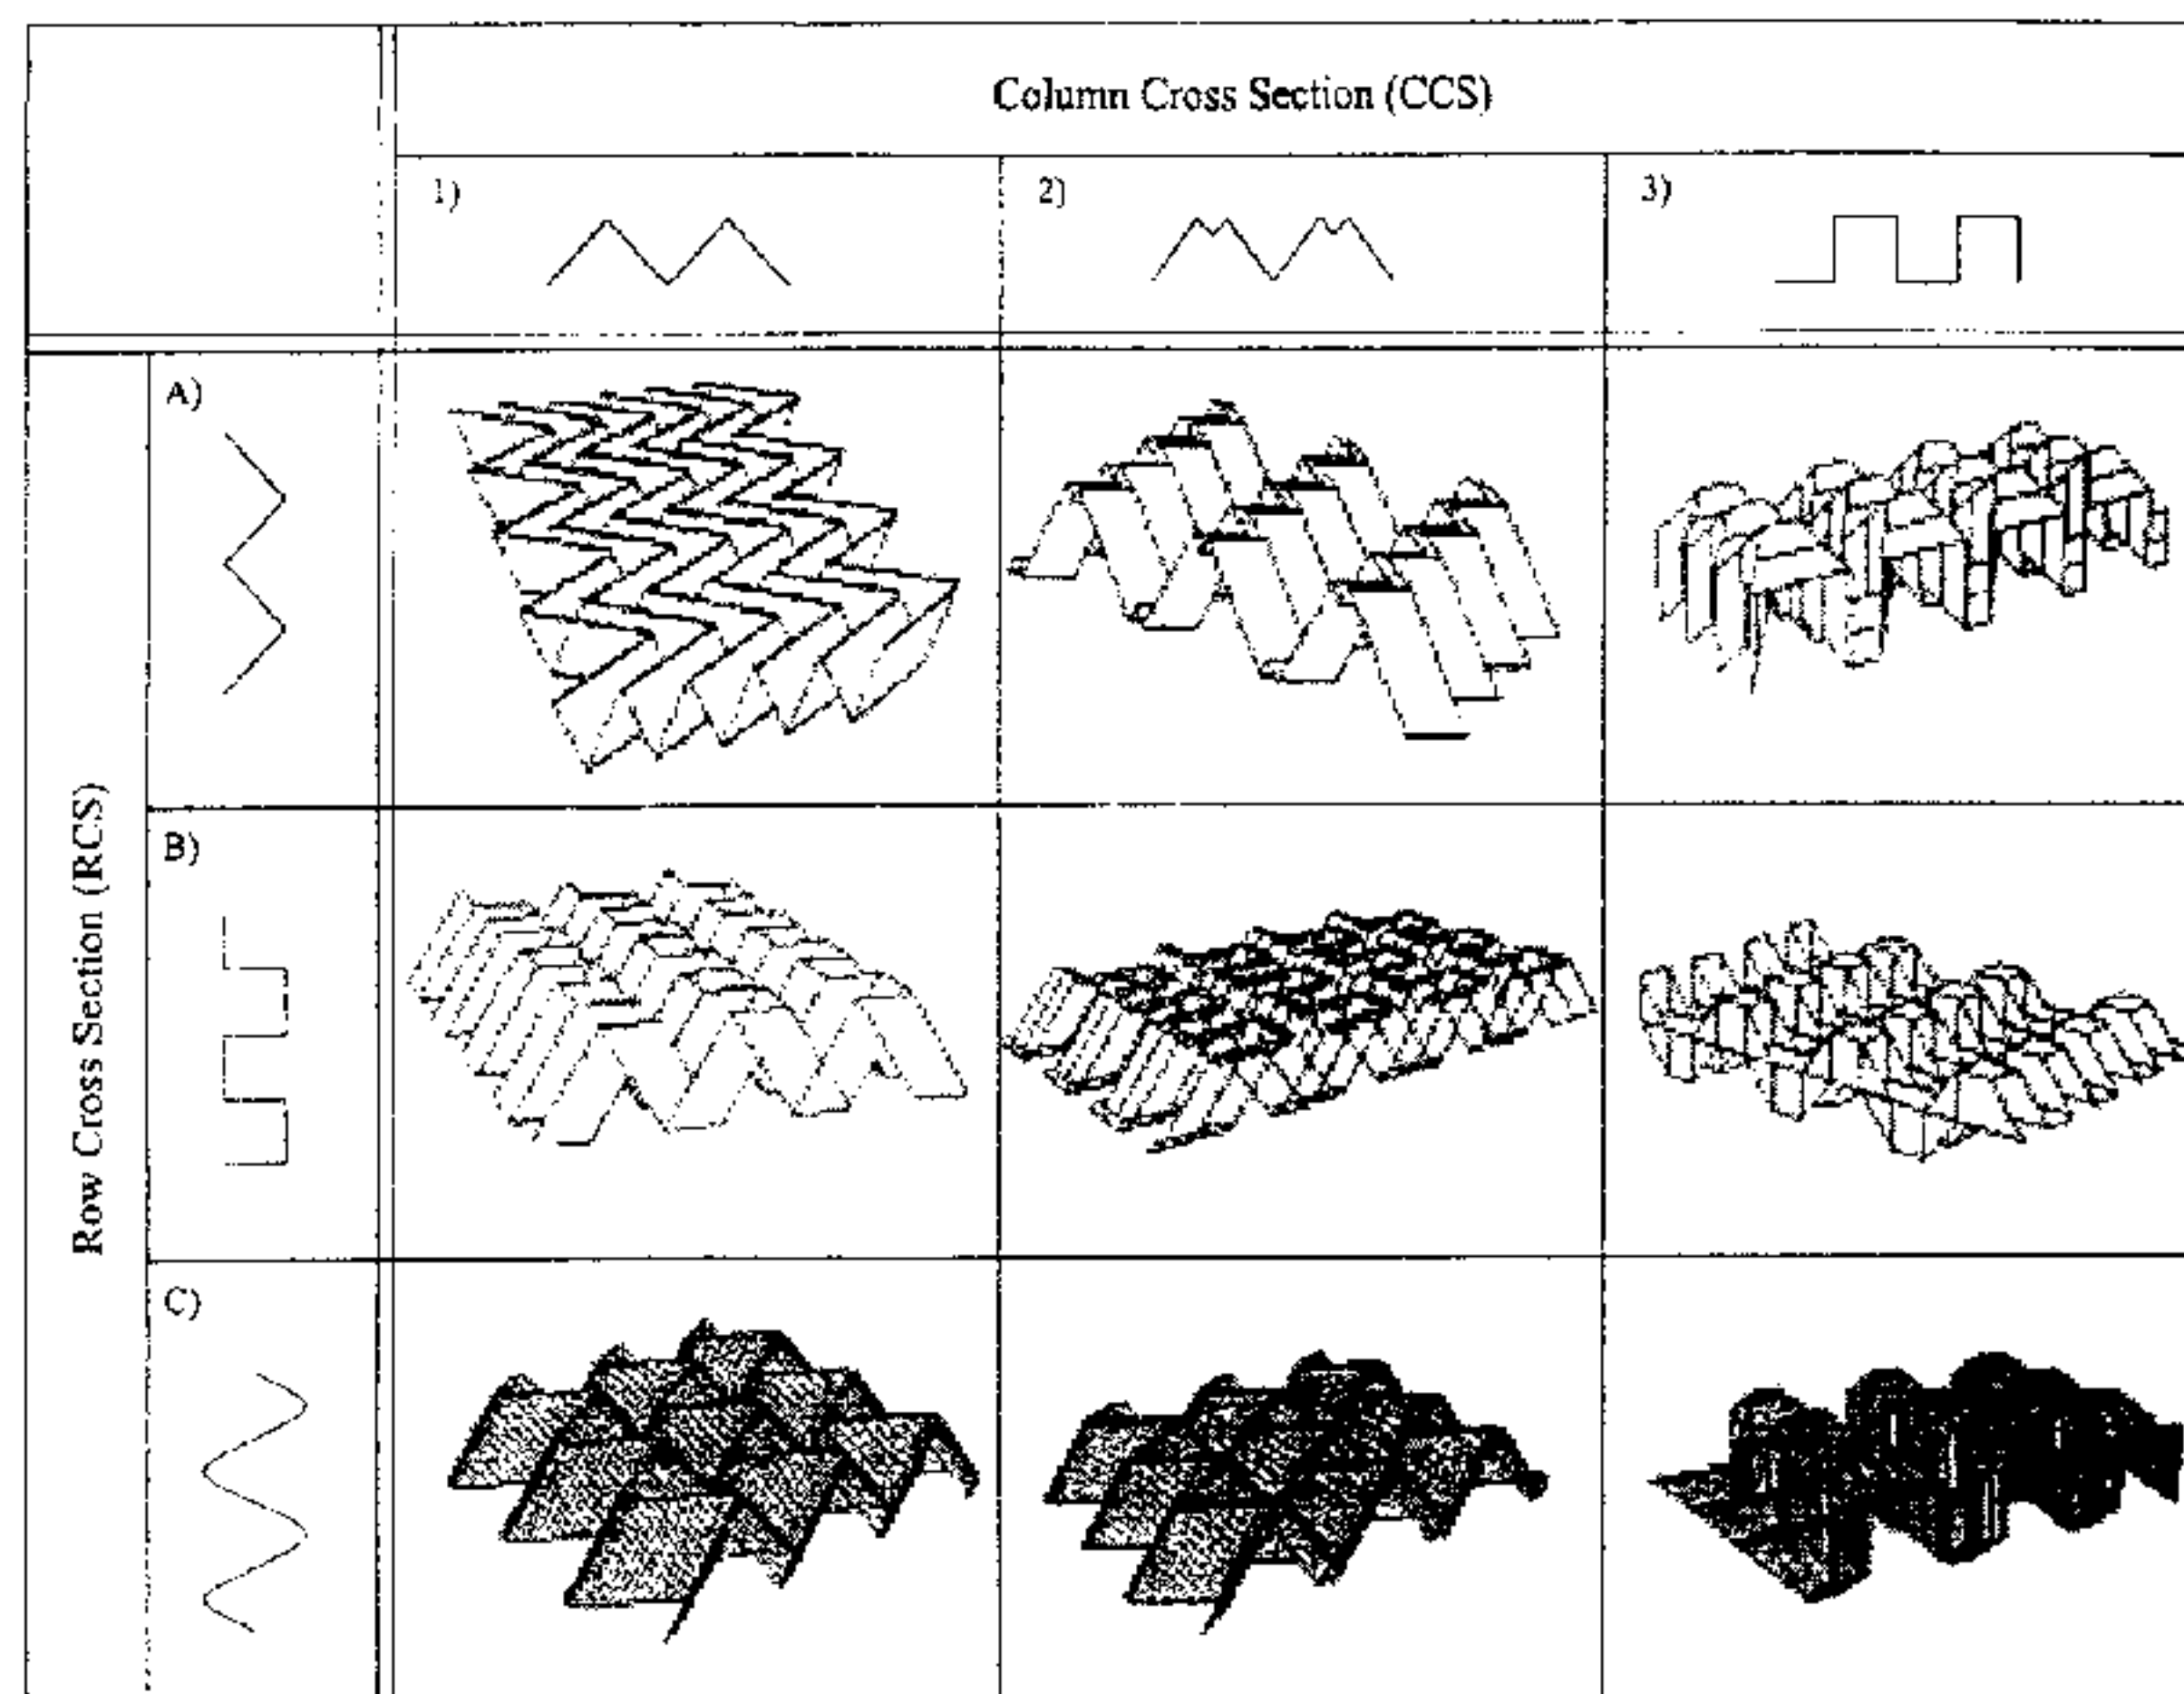 Column Cross Section (CCS)
1)
2)
3)
Row Cross Section (RCS)
A)
B)
C)